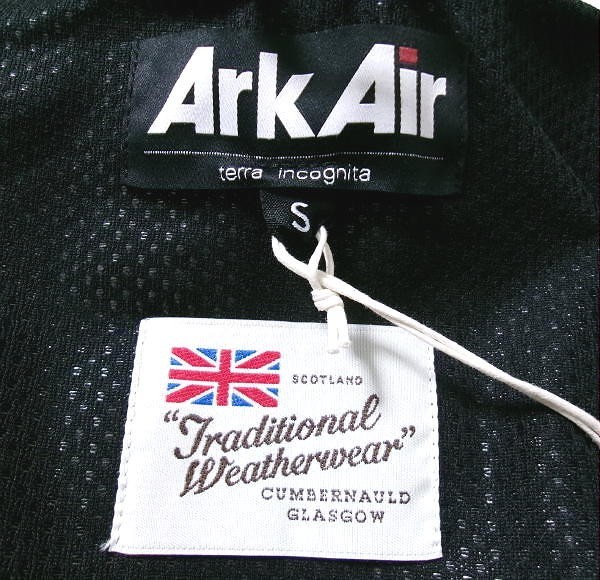 ArkAir
terra incognita
S
SCOTLAND
"Traditional
Weatherwear"
CUMBERNAULD
GLASGOW